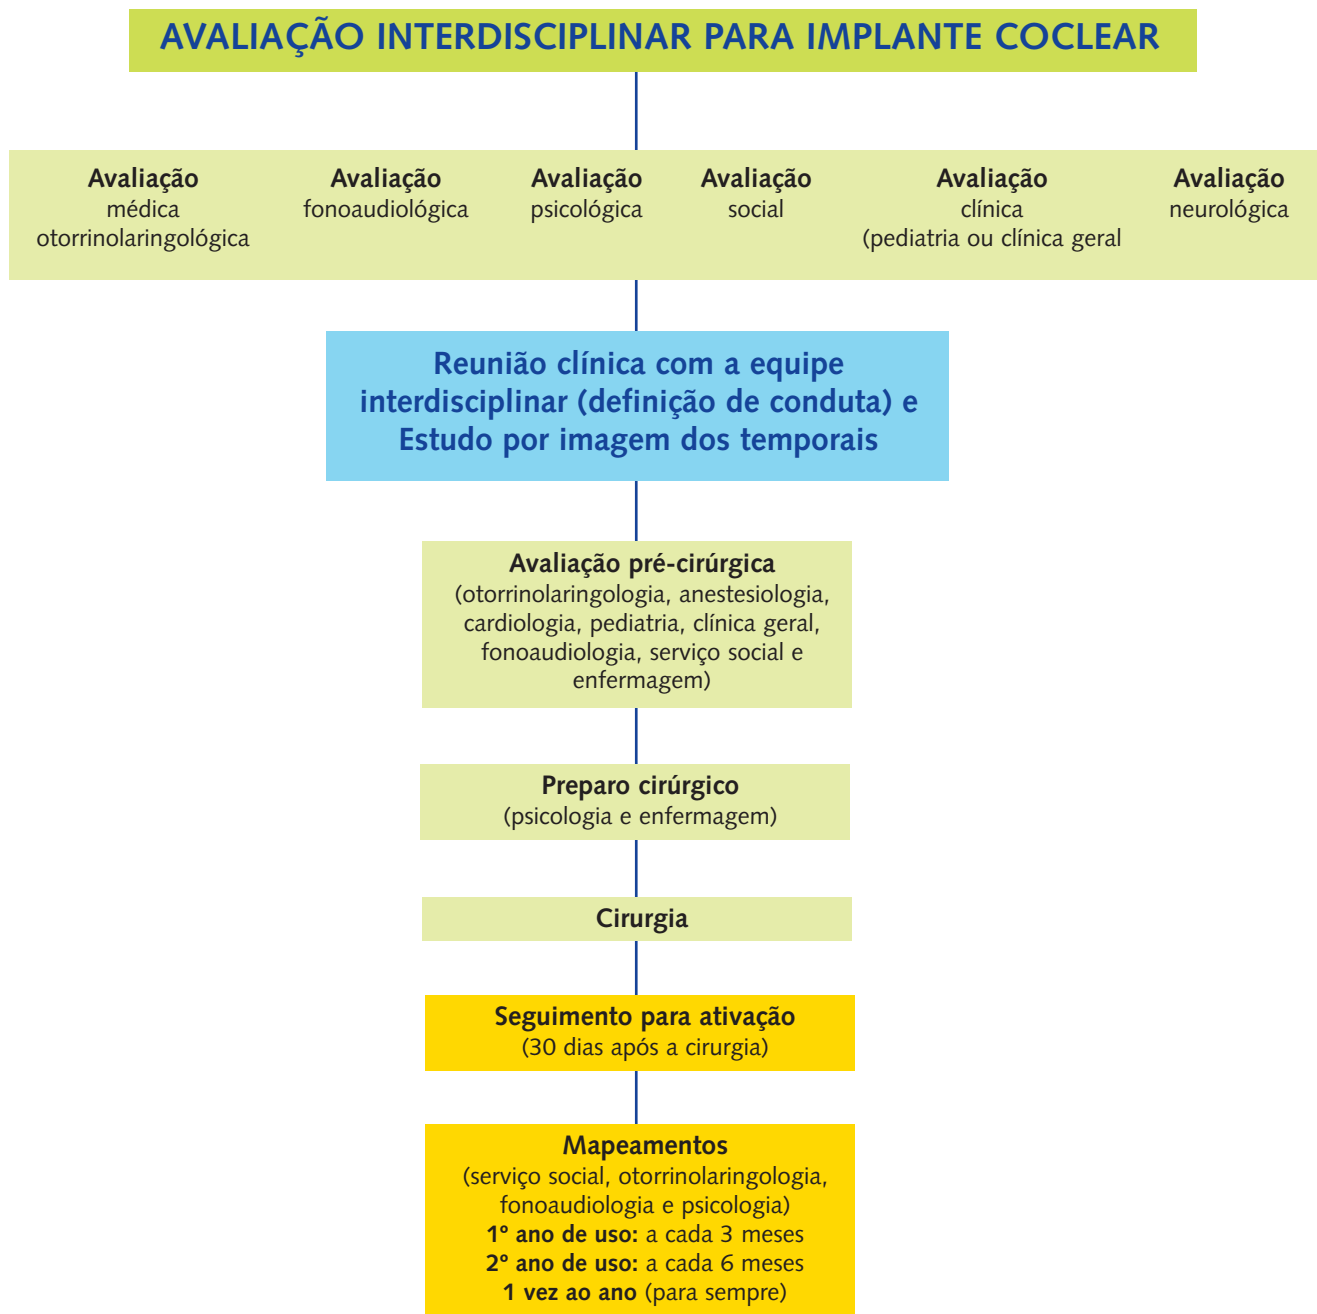 AVALIAÇÃO INTERDISCIPLINAR PARA IMPLANTE COCLEAR
Avaliação
médica
otorrinolaringológica
Avaliação
fonoaudiológica
Avaliação
psicológica
Avaliação
social
Avaliação
clínica
(pediatria ou clínica geral
Avaliação
neurológica
Reunião clínica com a equipe
interdisciplinar (definição de conduta) e
Estudo por imagem dos temporais
Avaliação pré-cirúrgica
(otorrinolaringologia, anestesiologia,
cardiologia, pediatria, clínica geral,
fonoaudiologia, serviço social e
enfermagem)
Preparo cirúrgico
(psicologia e enfermagem)
Cirurgia
Seguimento para ativação
(30 dias após a cirurgia)
Mapeamentos
(serviço social, otorrinolaringologia,
fonoaudiologia e psicologia)
1º ano de uso: a cada 3 meses
2º ano de uso: a cada 6 meses
1 vez ao ano (para sempre)